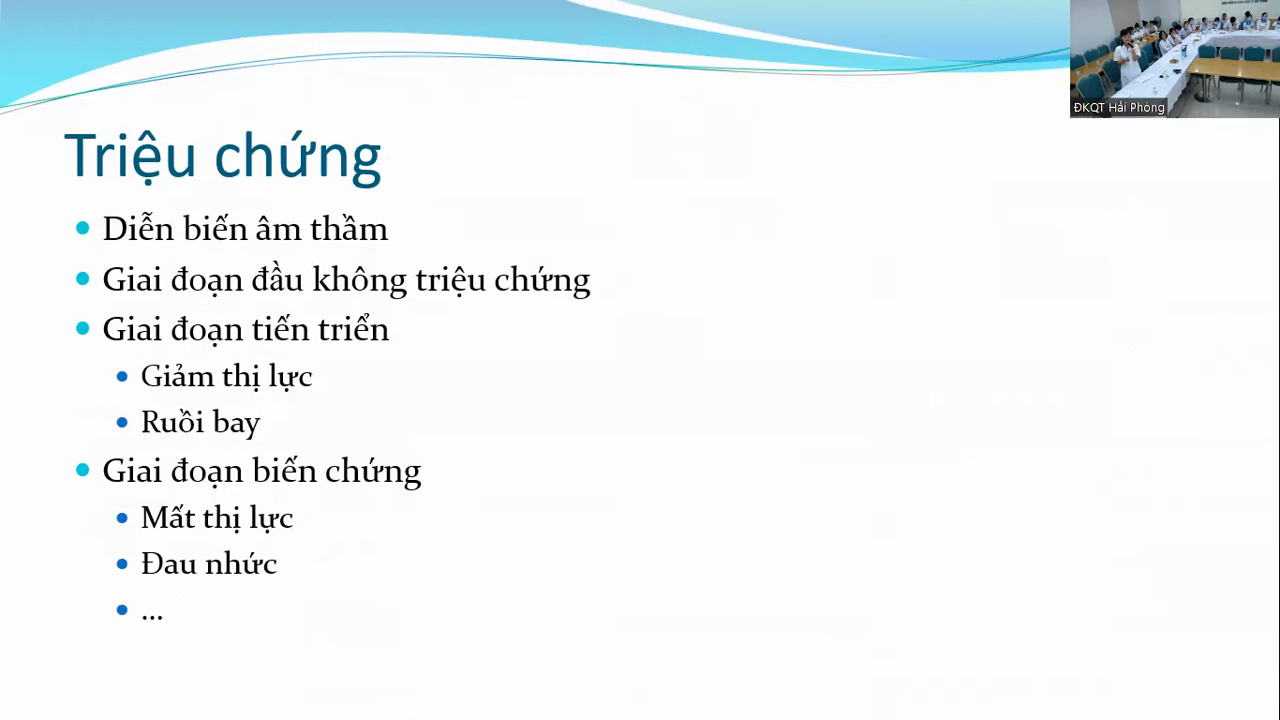 ĐKQT Hải Phòng
Triệu chứng
Diễn biến âm thầm
Giai đoạn đầu không triệu chứng
Giai đoạn tiến triển
Giảm thị lực
Ruồi bay
Giai đoạn biến chứng
Mất thị lực
Đau nhức
...